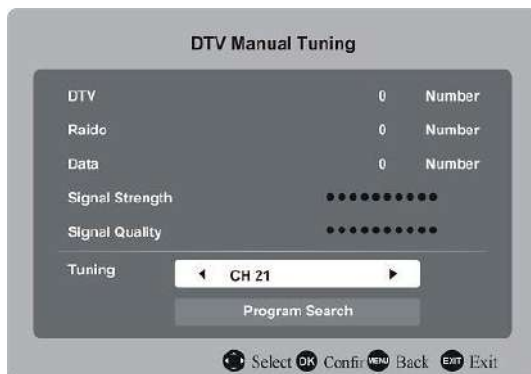 DTV Manual Tuning
DTV 0 Number
Raido 0 Number
Data 0 Number
Signal Strength
Signal Quality
Tuning CH 21
Program Search
Select OK Confir MENU Back EXIT Exit